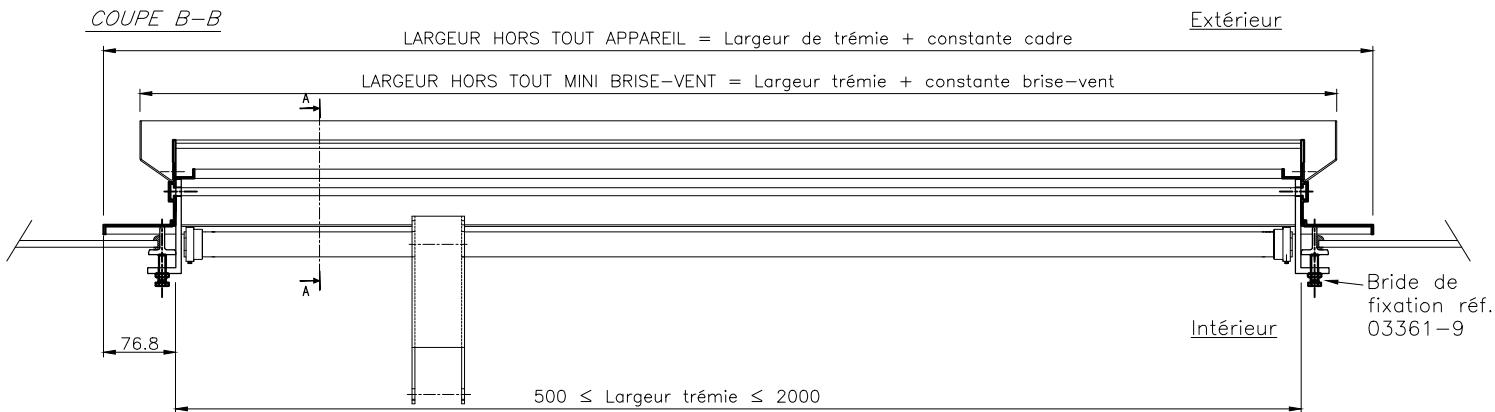 COUPE B-B
Extérieur
LARGEUR HORS TOUT APPAREIL = Largeur de trémie + constante cadre
LARGEUR HORS TOUT MINI BRISE-VENT = Largeur trémie + constante brise-vent
A
A
Bride de
fixation réf.
03361-9
Intérieur
76.8
500 ≤ Largeur trémie ≤ 2000